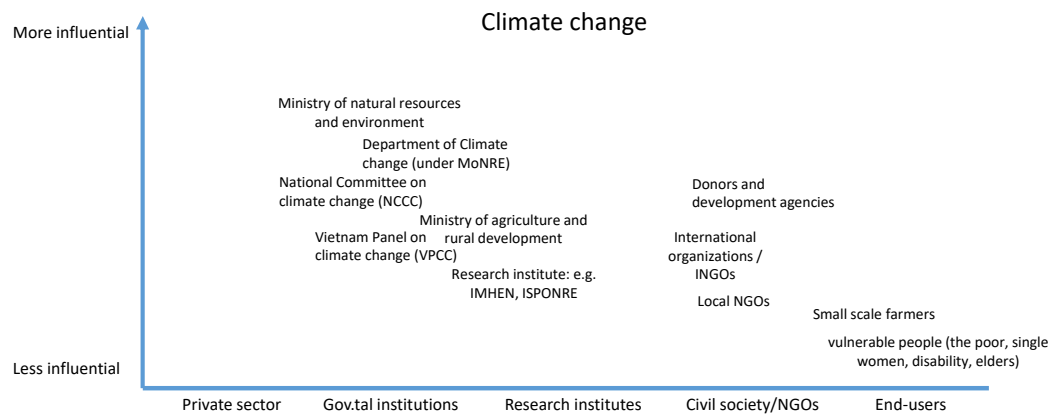 Climate change
More influential
Ministry of natural resources
and environment
Department of Climate
change (under MoNRE)
National Committee on
climate change (NCCC)
Donors and
development agencies
Ministry of agriculture and
rural development
Vietnam Panel on
climate change (VPCC)
International
organizations /
INGOs
Research institute: e.g.
IMHEN, ISPONRE
Local NGOs
Small scale farmers
vulnerable people (the poor, single
women, disability, elders)
Less influential
Private sector
Gov.tal institutions
Research institutes
Civil society/NGOs
End-users